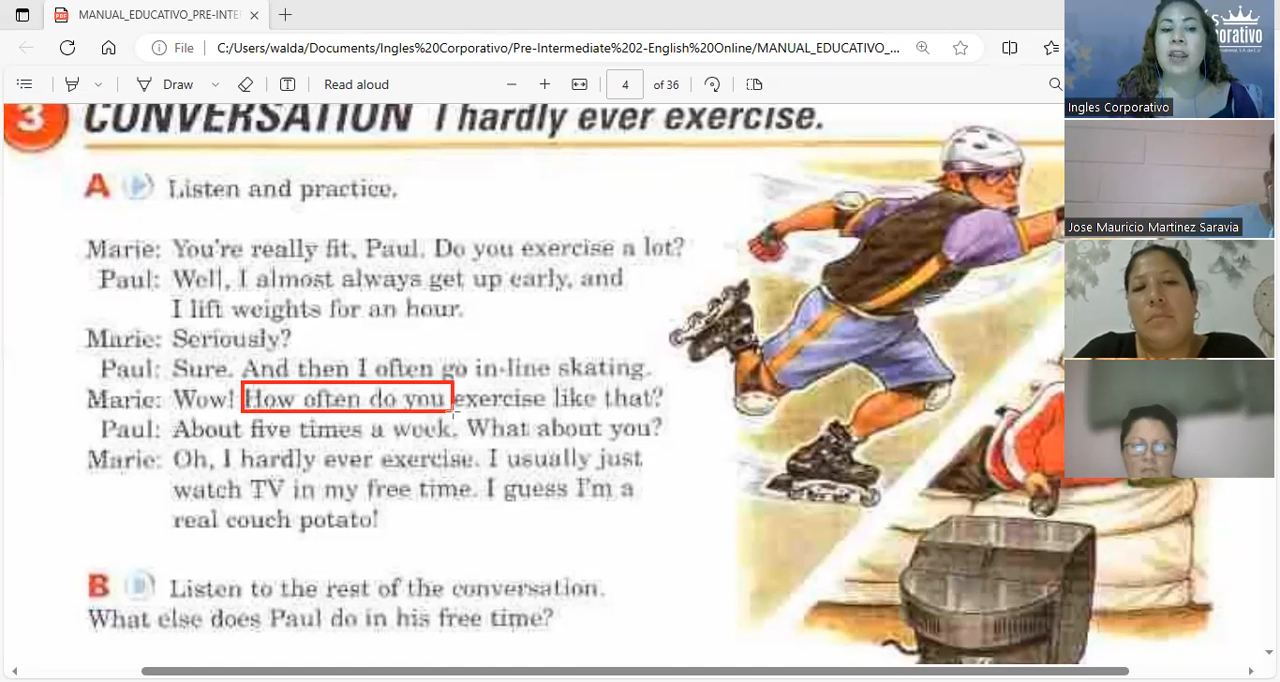 MANUAL_EDUCATIVO_PRE-INTE
File C:/Users/walda/Documents/Ingles%20Corporativo/Pre-Intermediate%202-English%20Online/MANUAL_EDUCATIVO_...
Draw Read aloud 4 of 36
3 CONVERSATION I hardly ever exercise.
A Listen and practice.
Marie: You're really fit, Paul. Do you exercise a lot?
Paul: Well, I almost always get up early, and
I lift weights for an hour.
Marie: Seriously?
Paul: Sure. And then I often go in-line skating.
Marie: Wow! How often do you exercise like that?
Paul: About five times a week. What about you?
Marie: Oh, I hardly ever exercise. I usually just
watch TV in my free time. I guess I'm a
real couch potato!
B Listen to the rest of the conversation.
What else does Paul do in his free time?
Ingles Corporativo
Jose Mauricio Martinez Saravia